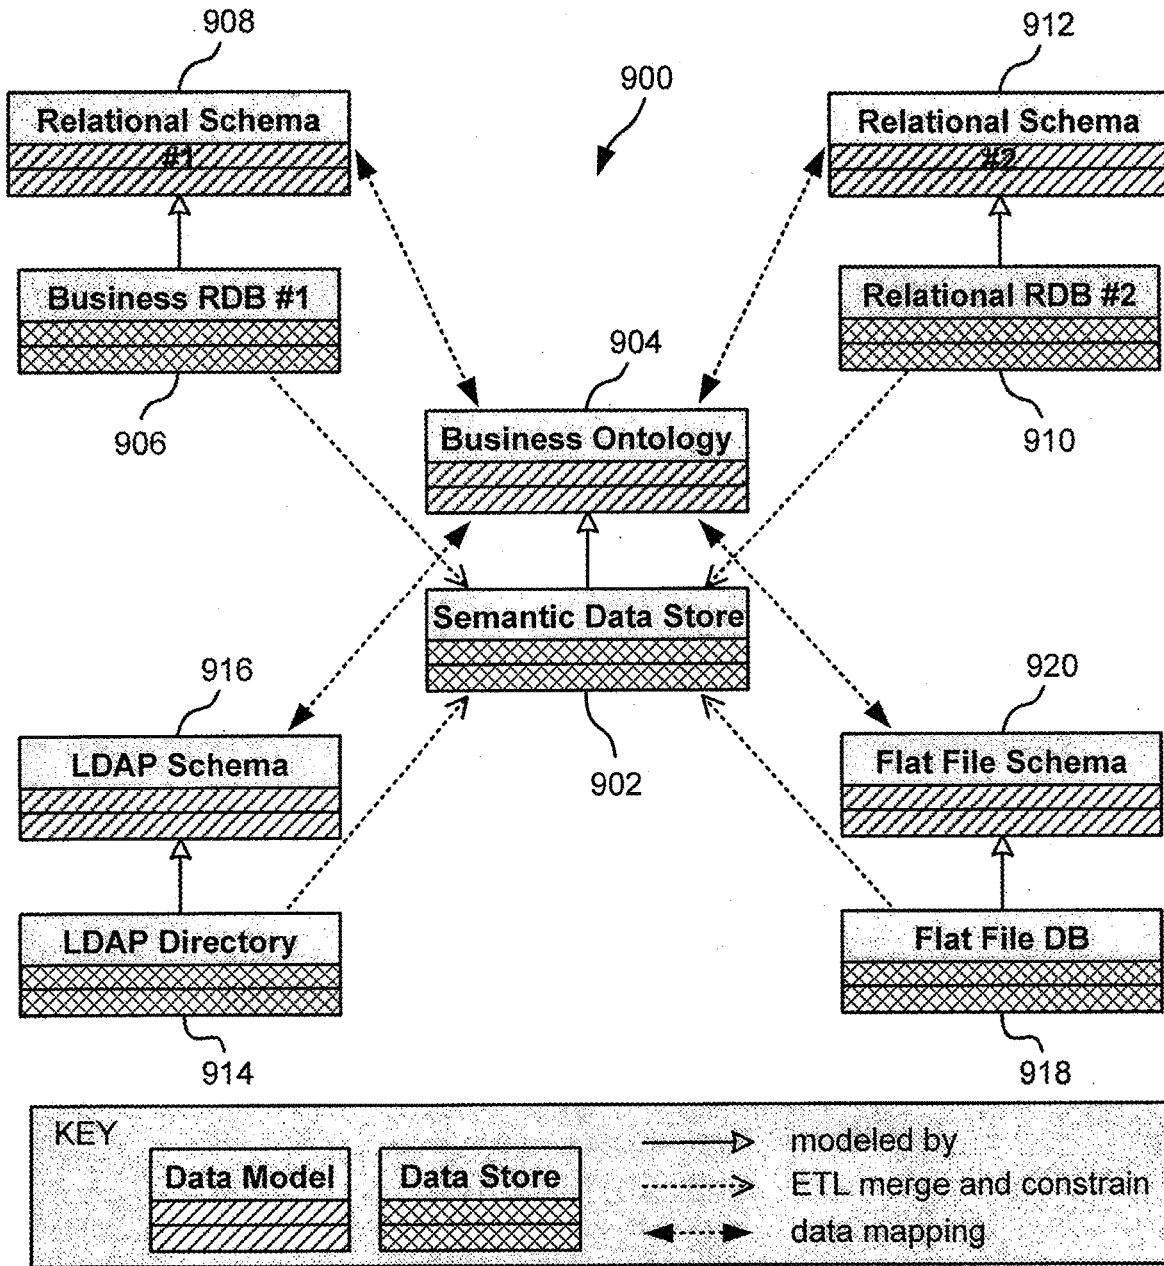 908
912
900
Relational Schema
#1
Relational Schema
#2
Business RDB #1
Relational RDB #2
904
906
910
Business Ontology
Semantic Data Store
916
920
LDAP Schema
Flat File Schema
902
LDAP Directory
Flat File DB
914
918
KEY
Data Model
Data Store
modeled by
ETL merge and constrain
data mapping